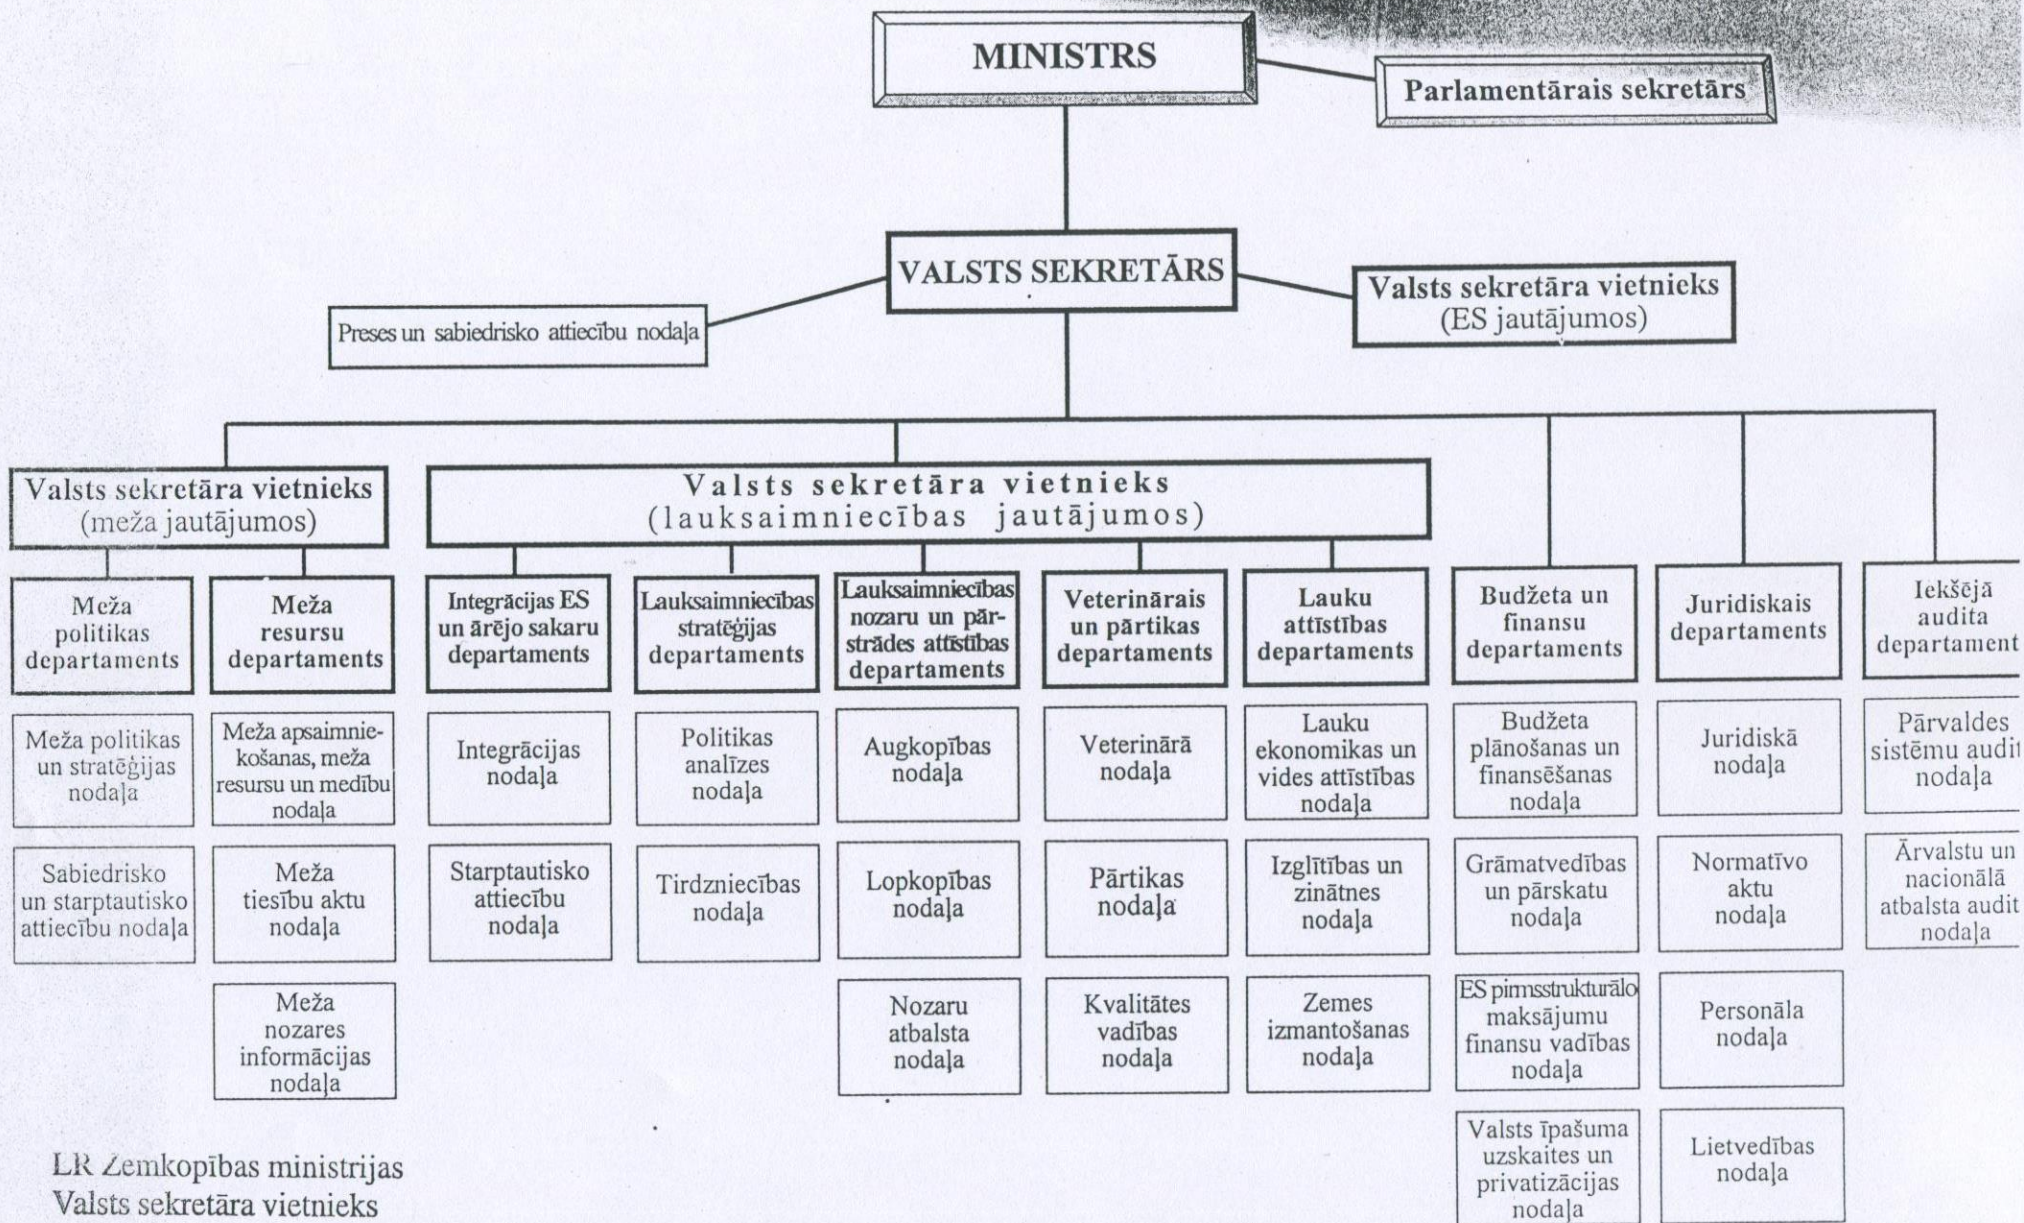 MINISTRS
Parlamentārais sekretārs
VALSTS SEKRETĀRS
Valsts sekretāra vietnieks
(ES jautājumos)
Preses un sabiedrisko attiecību nodaļa
Valsts sekretāra vietnieks
(meža jautājumos)
Valsts sekretāra vietnieks
(lauksaimniecības jautājumos)
Meža
politikas
departaments
Meža
resursu
departaments
Integrācijas ES
un ārējo sakaru
departaments
Lauksaimniecības
stratēģijas
departaments
Lauksaimniecības
nozaru un pār-
strādes attīstības
departaments
Veterinārais
un pārtikas
departaments
Lauku
attīstības
departaments
Budžeta un
finansu
departaments
Juridiskais
departaments
Iekšējā
audita
departament
Meža politikas
un stratēģijas
nodaļa
Meža apsaimnie-
košanas, meža
resursu un medību
nodaļa
Integrācijas
nodaļa
Politikas
analīzes
nodaļa
Augkopības
nodaļa
Veterinārā
nodaļa
Lauku
ekonomikas un
vides attīstības
nodaļa
Budžeta
plānošanas un
finansēšanas
nodaļa
Juridiskā
nodaļa
Pārvaldes
sistēmu audit
nodaļa
Sabiedrisko
un starptautisko
attiecību nodaļa
Meža
tiesību aktu
nodaļa
Starptautisko
attiecību
nodaļa
Tirdzniecības
nodaļa
Lopkopības
nodaļa
Pārtikas
nodaļa
Izglītības un
zinātnes
nodaļa
Grāmatvedības
un pārskatu
nodaļa
Normatīvo
aktu
nodaļa
Ārvalstu un
nacionālā
atbalsta audit
nodaļa
Meža
nozares
informācijas
nodaļa
Nozaru
atbalsta
nodaļa
Kvalitātes
vadības
nodaļa
Zemes
izmantošanas
nodaļa
ES pirmsstrukturālo
maksājumu
finansu vadības
nodaļa
Personāla
nodaļa
Valsts īpašuma
uzskaites un
privatizācijas
nodaļa
Lietvedības
nodaļa
LR Zemkopības ministrijas
Valsts sekretāra vietnieks